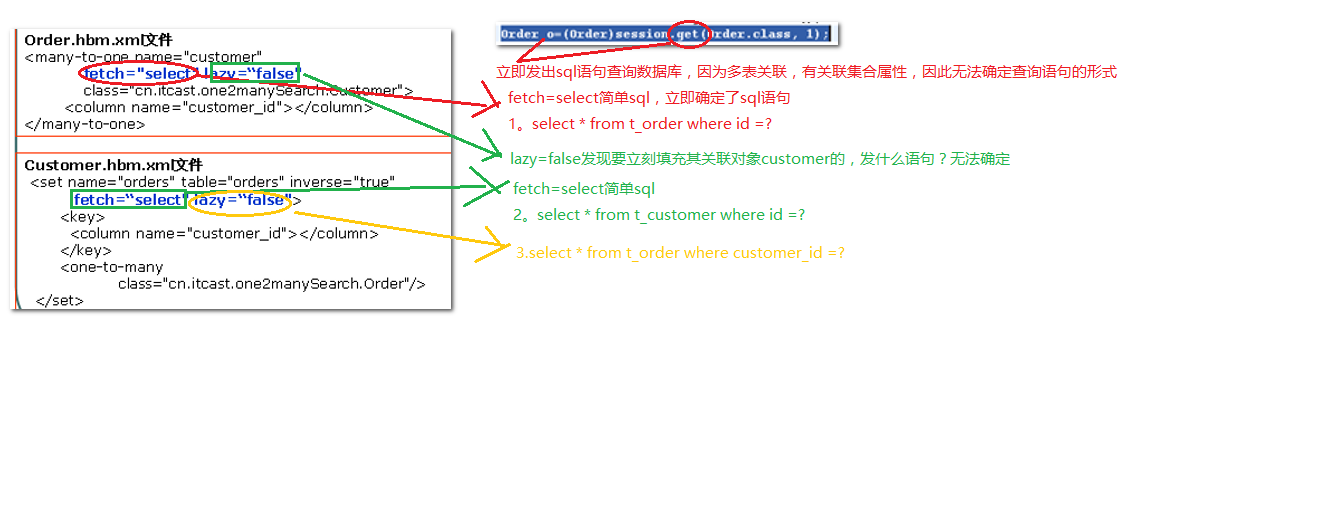 Order.hbm.xml文件
<many-to-one name="customer"
fetch="select" lazy=“false”
class="cn.itcast.one2manySearch.Customer">
<column name="customer_id"></column>
</many-to-one>
Customer.hbm.xml文件
<set name="orders" table="orders" inverse="true"
fetch=“select” lazy=“false”>
<key>
<column name="customer_id"></column>
</key>
<one-to-many
class="cn.itcast.one2manySearch.Order"/>
</set>
Order o=(Order)session.get(Order.class, 1);
立即发出sql语句查询数据库，因为多表关联，有关联集合属性，因此无法确定查询语句的形式
fetch=select简单sql，立即确定了sql语句
1。select * from t_order where id =?
lazy=false发现要立刻填充其关联对象customer的，发什么语句？无法确定
fetch=select简单sql
2。select * from t_customer where id =?
3.select * from t_order where customer_id =?